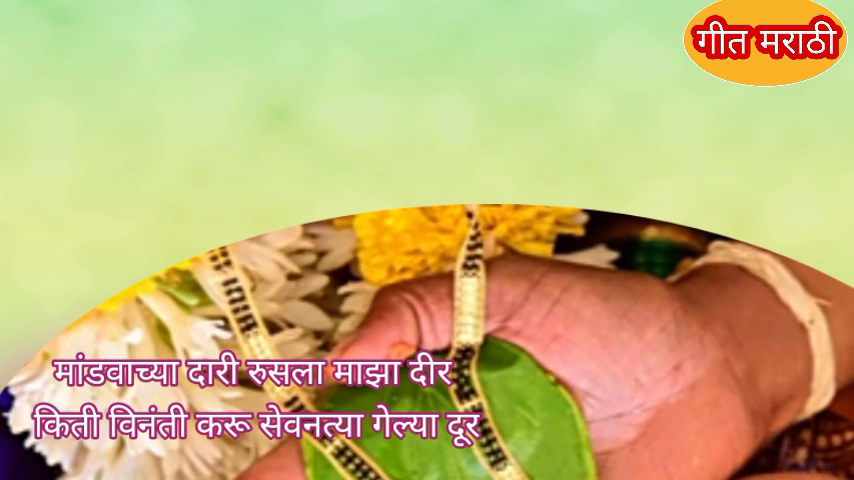 गीत मराठी
मांडवाच्या दारी रुसला माझा दीर
किती विनंती करू सेवनत्या गेल्या दूर